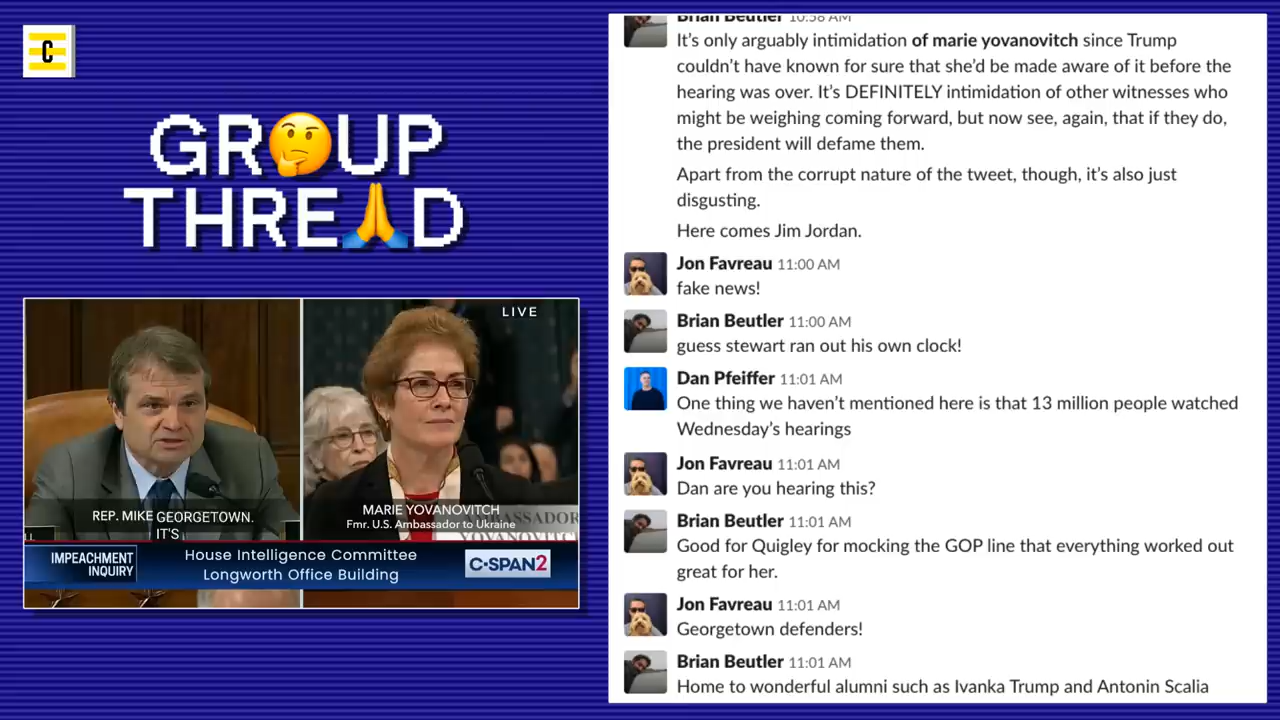 C
GR🤔UP
THRE🙏D
LIVE
REP. MIKE GEORGETOWN.
IT'S
MARIE YOVANOVITCH
Fmr. U.S. Ambassador to Ukraine
IMPEACHMENT
INQUIRY
House Intelligence Committee
Longworth Office Building
C-SPAN2
Brian Beutler 10:58 AM
It's only arguably intimidation of marie yovanovitch since Trump
couldn't have known for sure that she'd be made aware of it before the
hearing was over. It's DEFINITELY intimidation of other witnesses who
might be weighing coming forward, but now see, again, that if they do,
the president will defame them.
Apart from the corrupt nature of the tweet, though, it's also just
disgusting.
Here comes Jim Jordan.
Jon Favreau 11:00 AM
fake news!
Brian Beutler 11:00 AM
guess stewart ran out his own clock!
Dan Pfeiffer 11:01 AM
One thing we haven't mentioned here is that 13 million people watched
Wednesday's hearings
Jon Favreau 11:01 AM
Dan are you hearing this?
Brian Beutler 11:01 AM
Good for Quigley for mocking the GOP line that everything worked out
great for her.
Jon Favreau 11:01 AM
Georgetown defenders!
Brian Beutler 11:01 AM
Home to wonderful alumni such as Ivanka Trump and Antonin Scalia